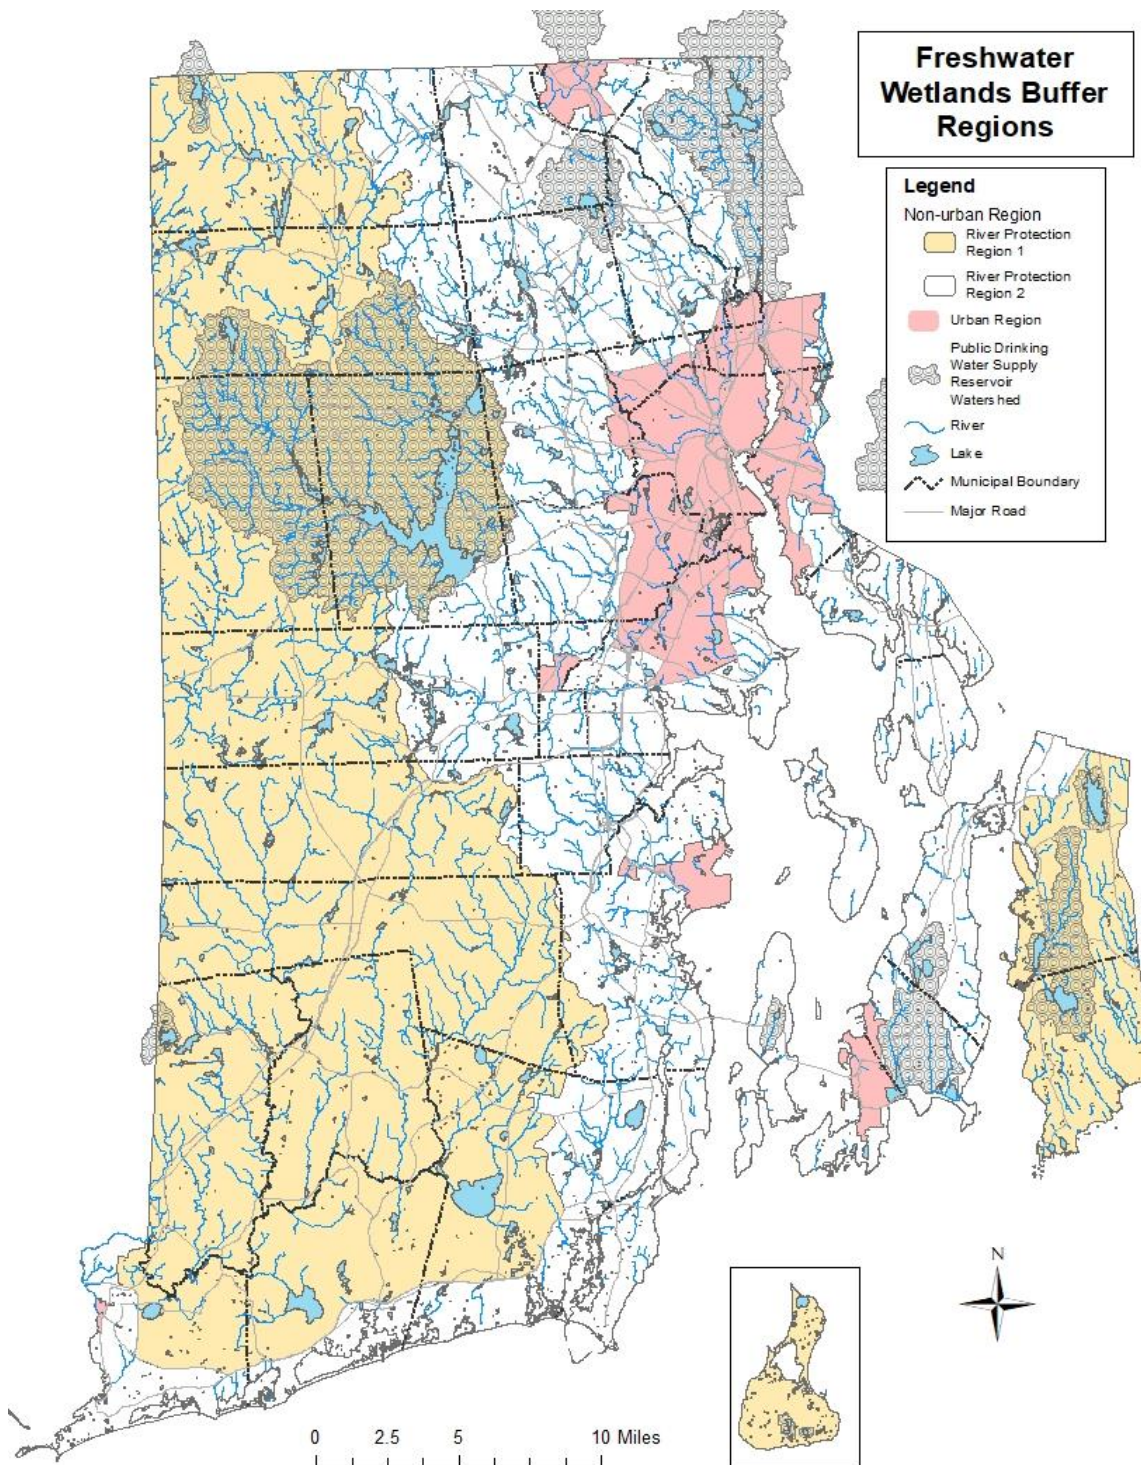 Freshwater
Wetlands Buffer
Regions
Legend
Non-urban Region
River Protection
Region 1
River Protection
Region 2
Urban Region
Public Drinking
Water Supply
Reservoir
Watershed
River
Lake
Municipal Boundary
Major Road
N
0 2.5 5 10 Miles